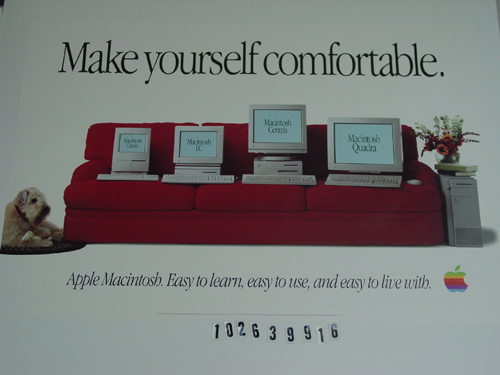 Make yourself comfortable.
Macintosh
Classic
Macintosh
LC
Macintosh
Centris
Macintosh
Quadra
Apple Macintosh. Easy to learn, easy to use, and easy to live with.
102639916